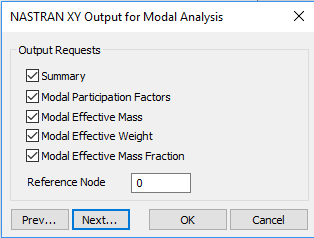 NASTRAN XY Output for Modal Analysis
Output Requests
Summary
Modal Participation Factors
Modal Effective Mass
Modal Effective Weight
Modal Effective Mass Fraction
Reference Node 0
Prev... Next... OK Cancel